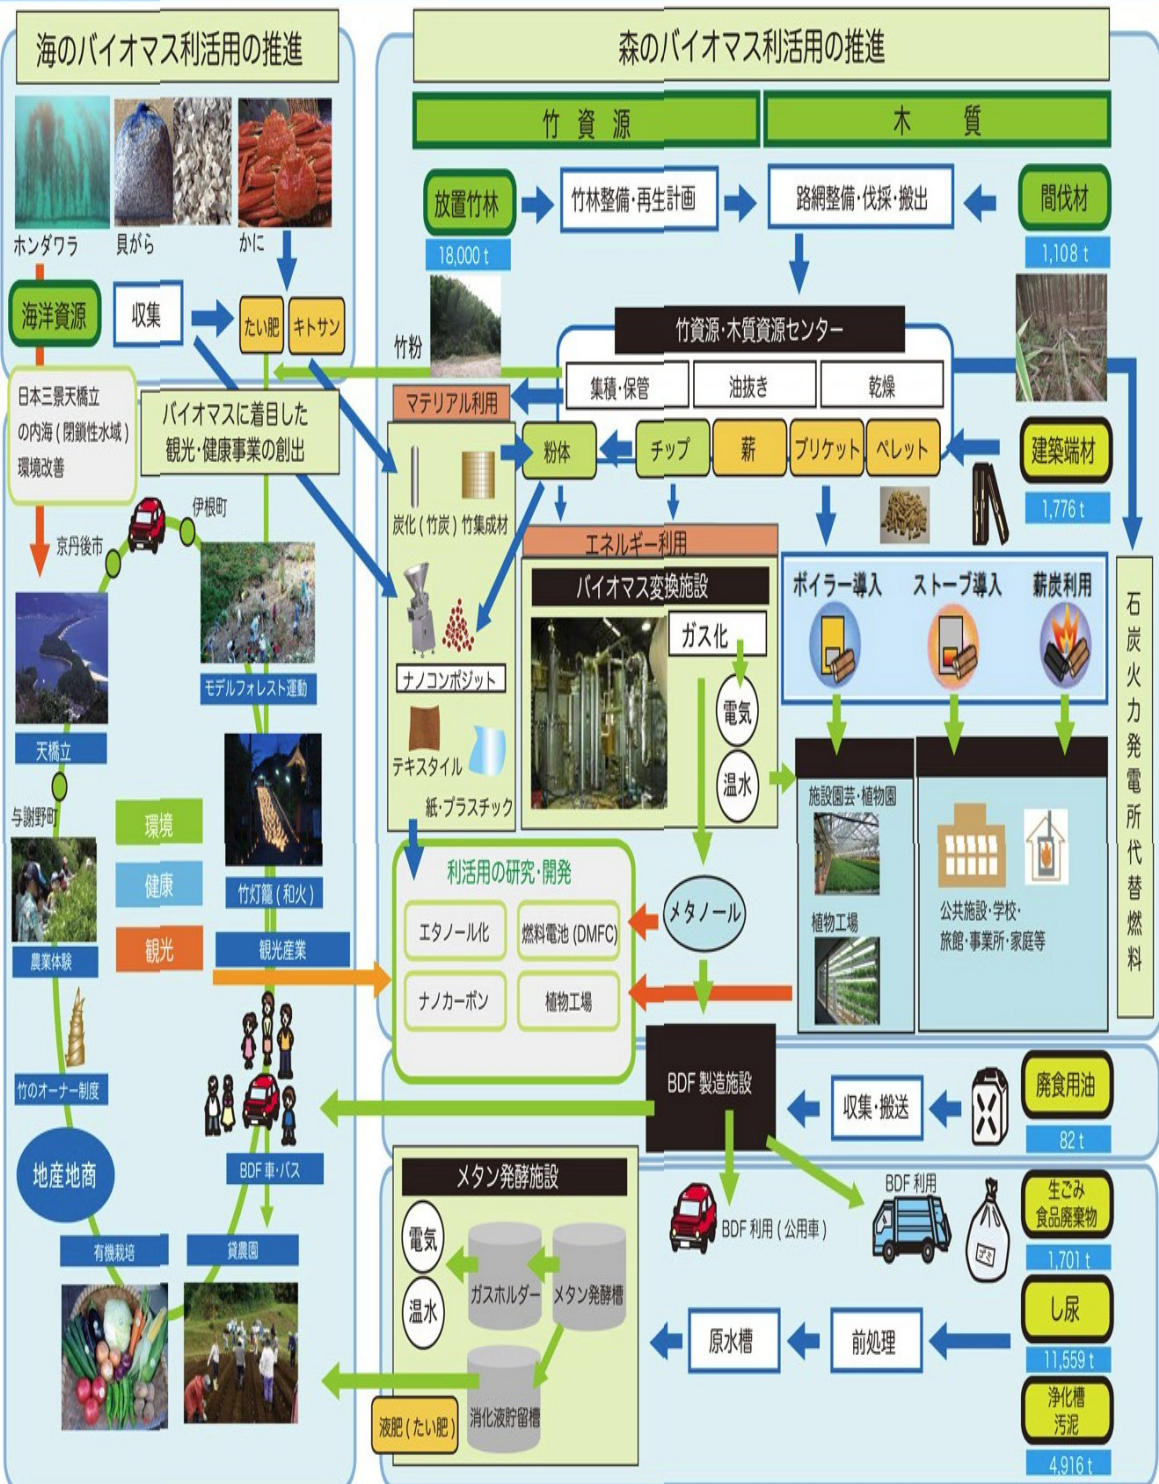 海のバイオマス利活用の推進
ホンダワラ
貝がら
かに
海洋資源
収集
たい肥
キトサン
日本三景天橋立
の内海(閉鎖性水域)
環境改善
バイオマスに着目した
観光・健康事業の創出
伊根町
京丹後市
モデルフォレスト運動
天橋立
与謝野町
環境
健康
観光
竹灯籠(和火)
農業体験
観光産業
竹のオーナー制度
地産地商
BDF 車・バス
有機栽培
貸農園
森のバイオマス利活用の推進
竹 資 源
木 質
放置竹林
18,000 t
竹林整備・再生計画
路網整備・伐採・搬出
間伐材
1,108 t
竹資源・木質資源センター
集積・保管
油抜き
乾燥
竹粉
マテリアル利用
粉体
チップ
薪
ブリケット
ペレット
建築端材
1,776 t
炭化(竹炭)
竹集成材
ナノコンポジット
テキスタイル
紙・プラスチック
エネルギー利用
バイオマス変換施設
ガス化
電気
温水
ボイラー導入
ストーブ導入
薪炭利用
石炭火力発電所代替燃料
施設園芸・植物園
植物工場
公共施設・学校・
旅館・事業所・家庭等
利活用の研究・開発
エタノール化
燃料電池 (DMFC)
ナノカーボン
植物工場
メタノール
BDF 製造施設
収集・搬送
廃食用油
82 t
BDF 利用(公用車)
BDF 利用
ゴミ
生ごみ
食品廃棄物
1,701 t
し尿
11,559 t
浄化槽
汚泥
4,916 t
前処理
原水槽
メタン発酵施設
電気
温水
ガスホルダー
メタン発酵槽
消化液貯留槽
液肥(たい肥)